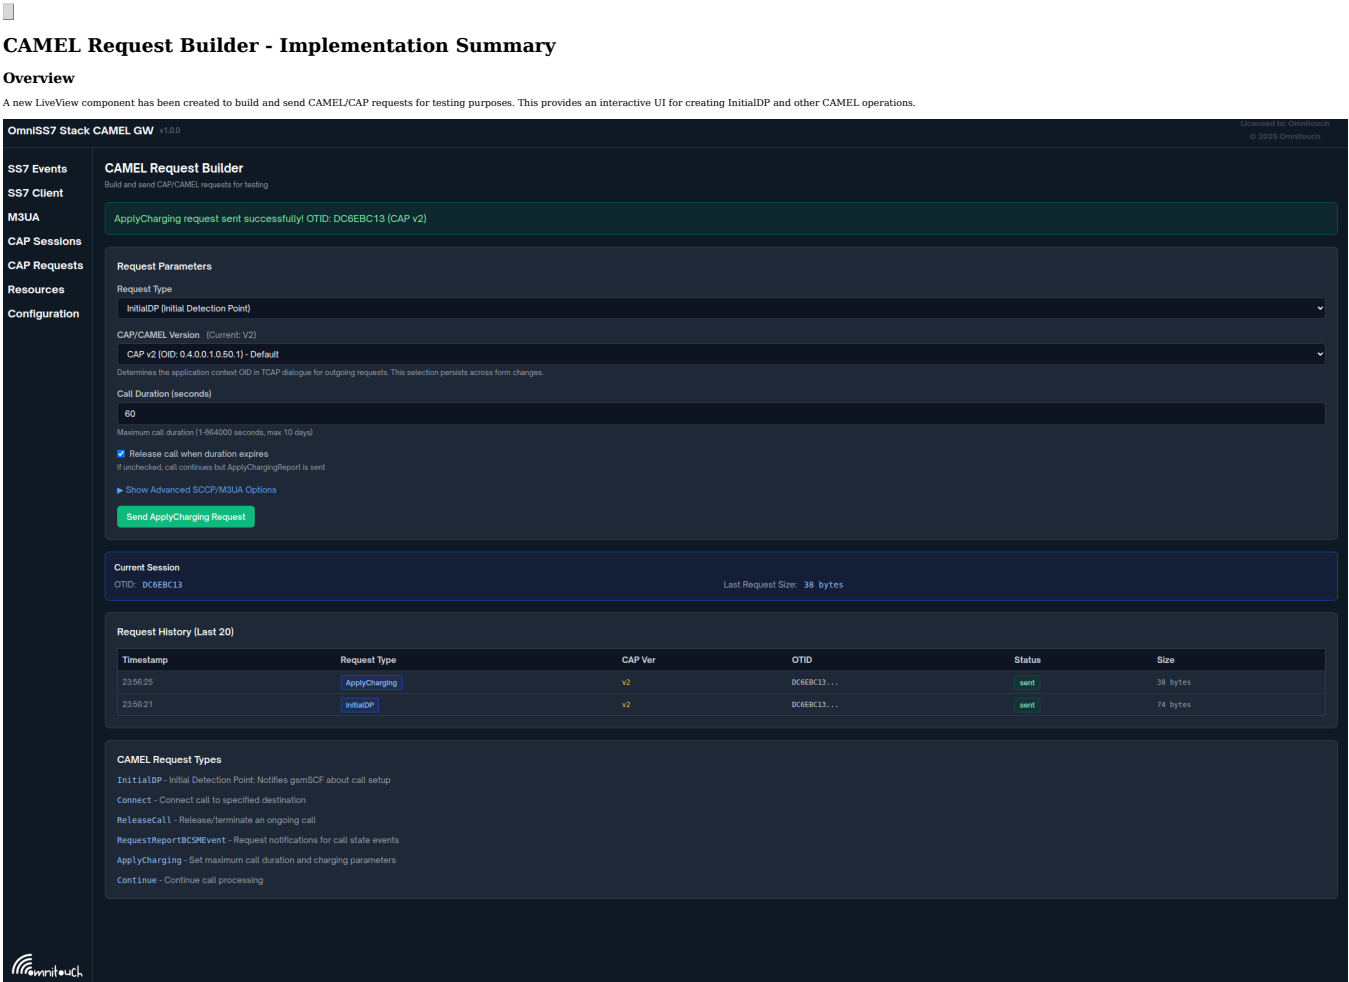 CAMEL Request Builder - Implementation Summary
Overview
A new LiveView component has been created to build and send CAMEL/CAP requests for testing purposes. This provides an interactive UI for creating InitialDP and other CAMEL operations.
OmniSS7 Stack CAMEL GW v1.0.0
Licensed to: Omnitouch
© 2026 Omnitouch
SS7 Events
SS7 Client
M3UA
CAP Sessions
CAP Requests
Resources
Configuration
CAMEL Request Builder
Build and send CAP/CAMEL requests for testing
ApplyCharging request sent successfully! OTID: DC6EBC13 (CAP v2)
Request Parameters
Request Type
InitialDP (Initial Detection Point)
CAP/CAMEL Version (Current: V2)
CAP v2 (OID: 0.4.0.0.1.0.50.1) - Default
Determines the application context OID in TCAP dialogue for outgoing requests. This selection persists across form changes.
Call Duration (seconds)
60
Maximum call duration (1-864000 seconds, max 10 days)
Release call when duration expires
If unchecked, call continues but ApplyChargingReport is sent
▶ Show Advanced SCCP/M3UA Options
Send ApplyCharging Request
Current Session
OTID: DC6EBC13 Last Request Size: 38 bytes
Request History (Last 20)
Timestamp Request Type CAP Ver OTID Status Size
23:56:25 ApplyCharging v2 DC6EBC13... sent 38 bytes
23:56:21 InitialDP v2 DC6EBC13... sent 74 bytes
CAMEL Request Types
InitialDP - Initial Detection Point: Notifies gsmSCF about call setup
Connect - Connect call to specified destination
ReleaseCall - Release/terminate an ongoing call
RequestReportBCSMEvent - Request notifications for call state events
ApplyCharging - Set maximum call duration and charging parameters
Continue - Continue call processing
omnitouch